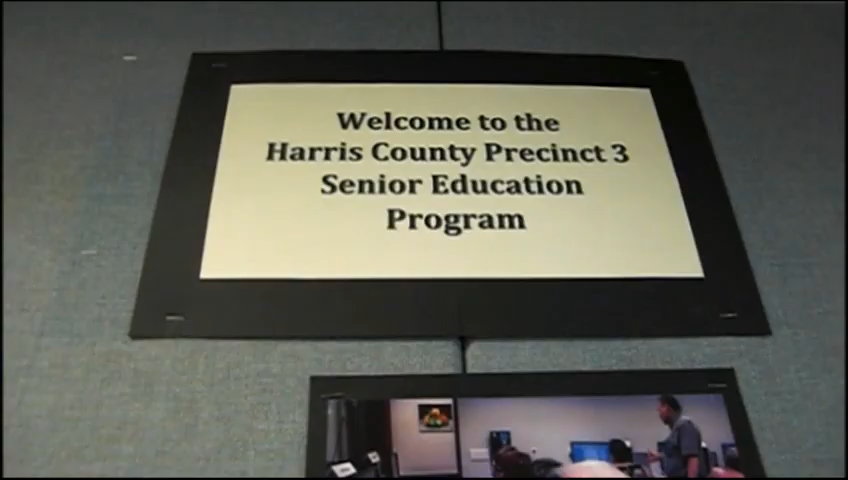 Welcome to the
Harris County Precinct 3
Senior Education
Program